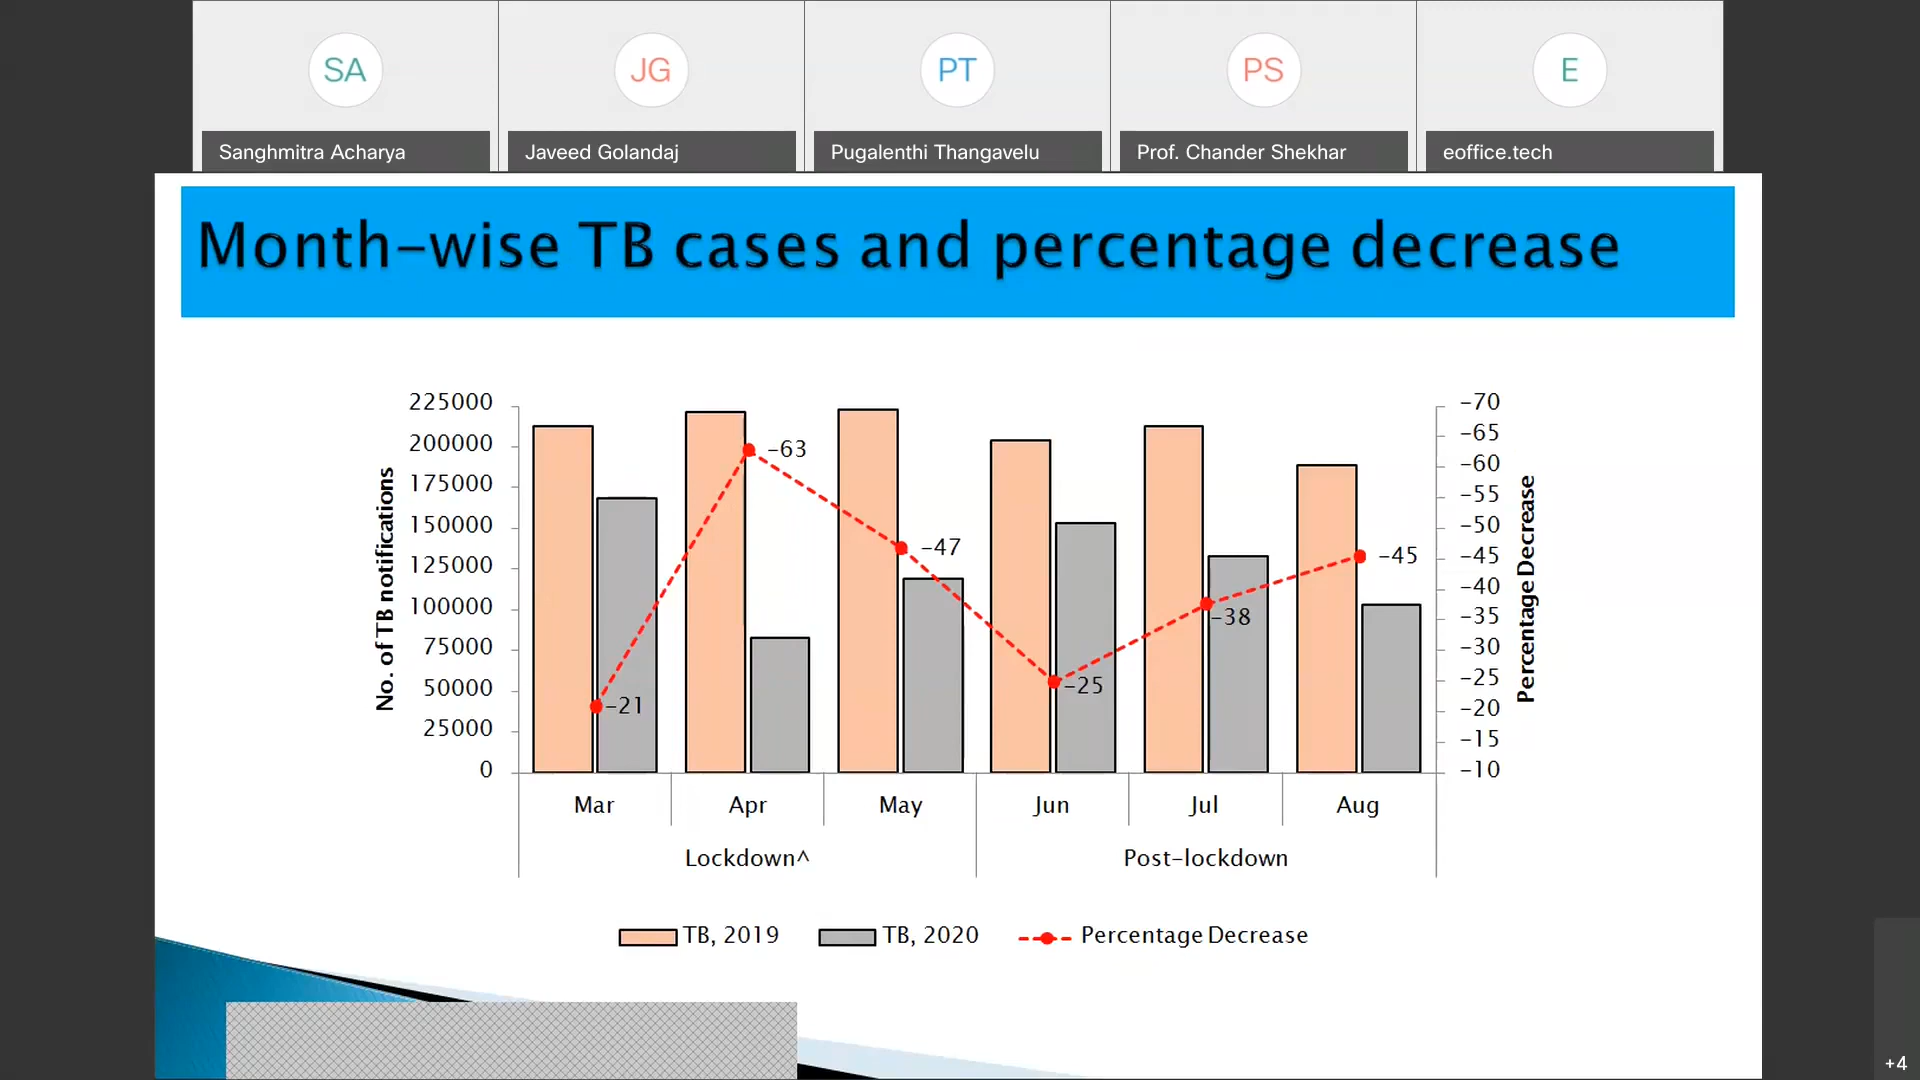 SA
JG
PT
PS
E
Sanghmitra Acharya
Javeed Golandaj
Pugalenthi Thangavelu
Prof. Chander Shekhar
eoffice.tech
Month-wise TB cases and percentage decrease
No. of TB notifications
225000
200000
175000
150000
125000
100000
75000
50000
25000
0
-63
-47
-45
-38
-25
-21
-70
-65
-60
-55
-50
-45
-40
-35
-30
-25
-20
-15
-10
Percentage Decrease
Mar Apr May Jun Jul Aug
Lockdown^ Post-lockdown
TB, 2019 TB, 2020 Percentage Decrease
+4